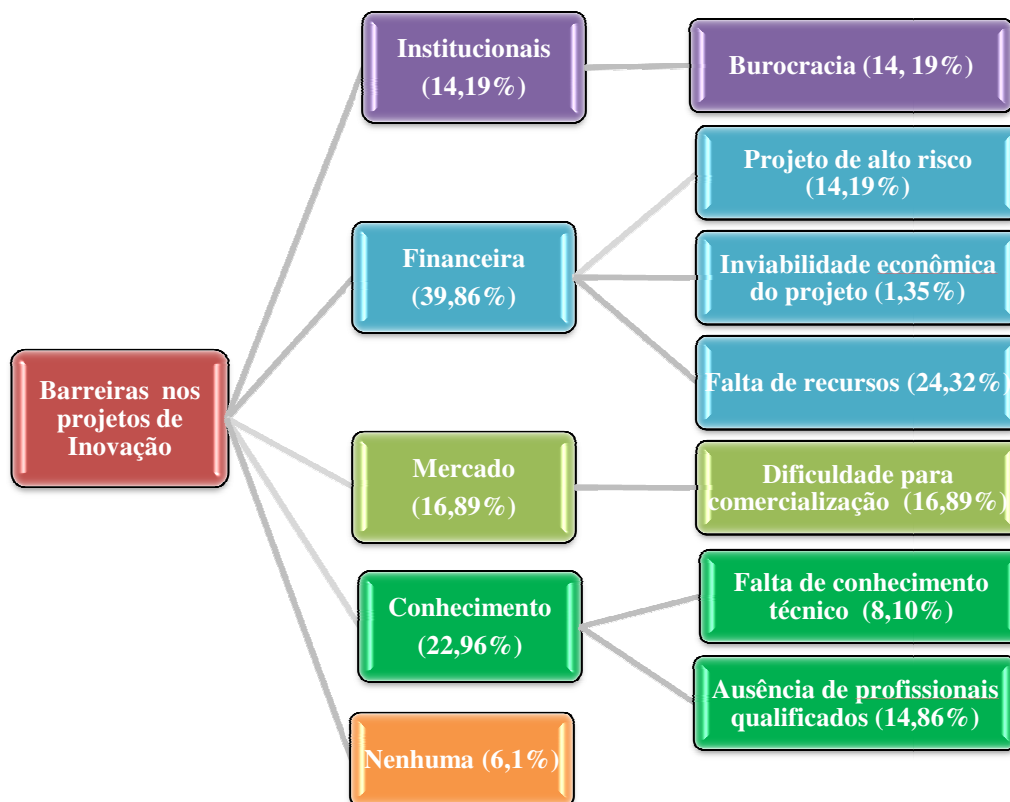 Barreiras nos
projetos de
Inovação
Institucionais
(14,19%)
Burocracia (14, 19%)
Financeira
(39,86%)
Projeto de alto risco
(14,19%)
Inviabilidade econômica
do projeto (1,35%)
Falta de recursos (24,32%)
Mercado
(16,89%)
Dificuldade para
comercialização (16,89%)
Conhecimento
(22,96%)
Falta de conhecimento
técnico (8,10%)
Ausência de profissionais
qualificados (14,86%)
Nenhuma (6,1%)